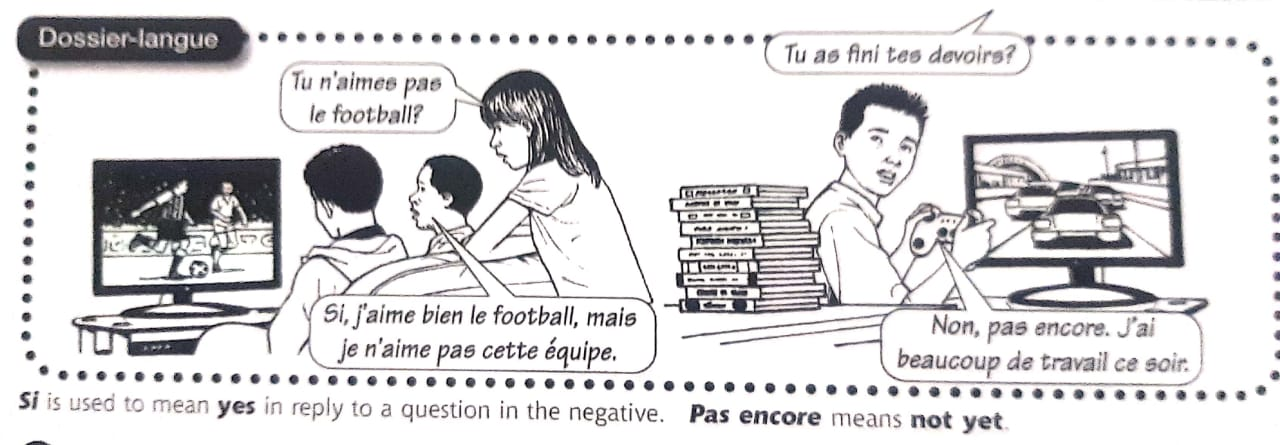 Dossier-langue
Tu n'aimes pas
le football?
Si, j'aime bien le football, mais
je n'aime pas cette équipe.
Tu as fini tes devoirs?
Non, pas encore. J'ai
beaucoup de travail ce soir.
Si is used to mean yes in reply to a question in the negative. Pas encore means not yet.